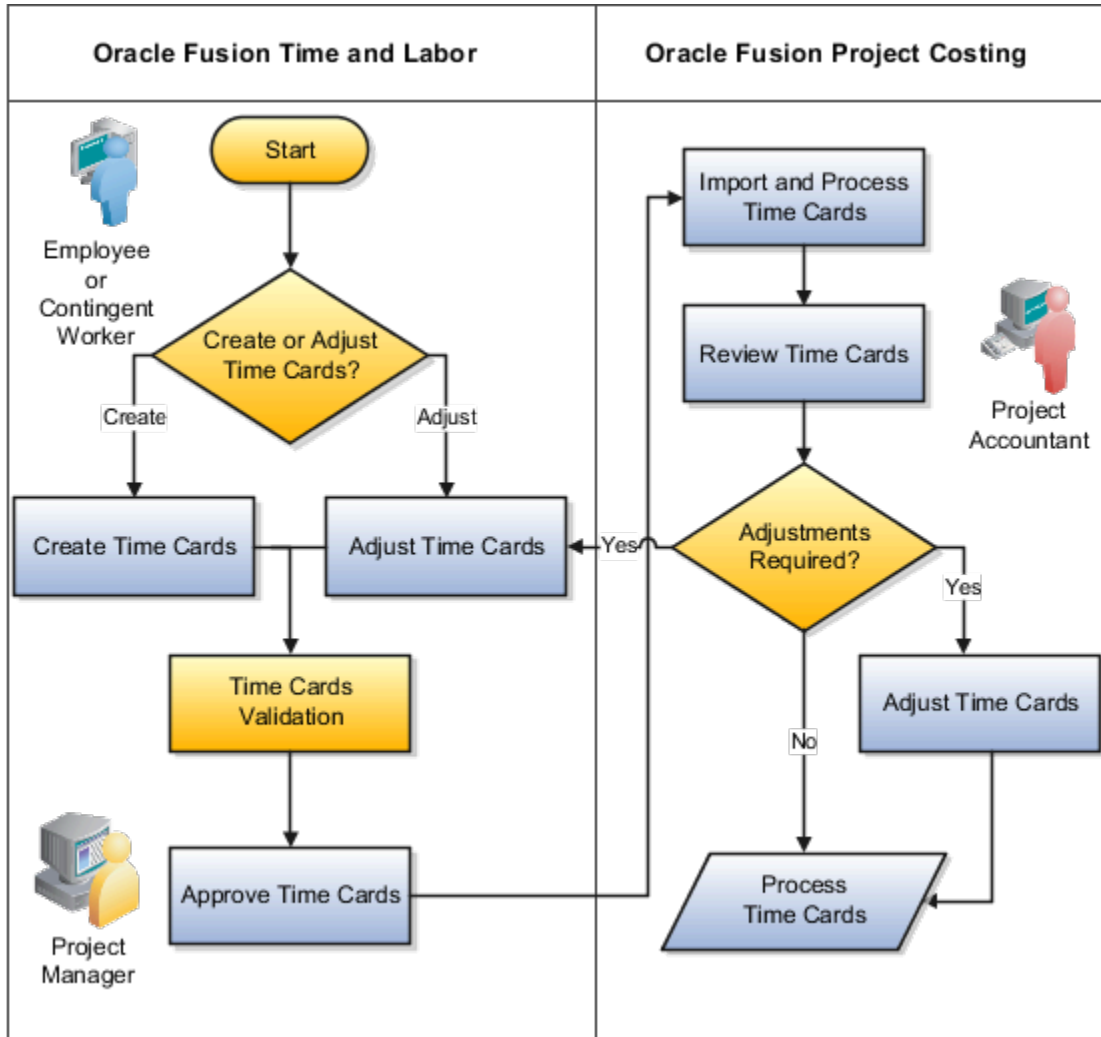 Oracle Fusion Time and Labor
Oracle Fusion Project Costing
Start
Employee
or
Contingent
Worker
Create or Adjust
Time Cards?
Create
Adjust
Create Time Cards
Adjust Time Cards
Time Cards
Validation
Approve Time Cards
Project
Manager
Import and Process
Time Cards
Review Time Cards
Project
Accountant
Adjustments
Required?
Yes
Yes
No
Adjust Time Cards
Process
Time Cards